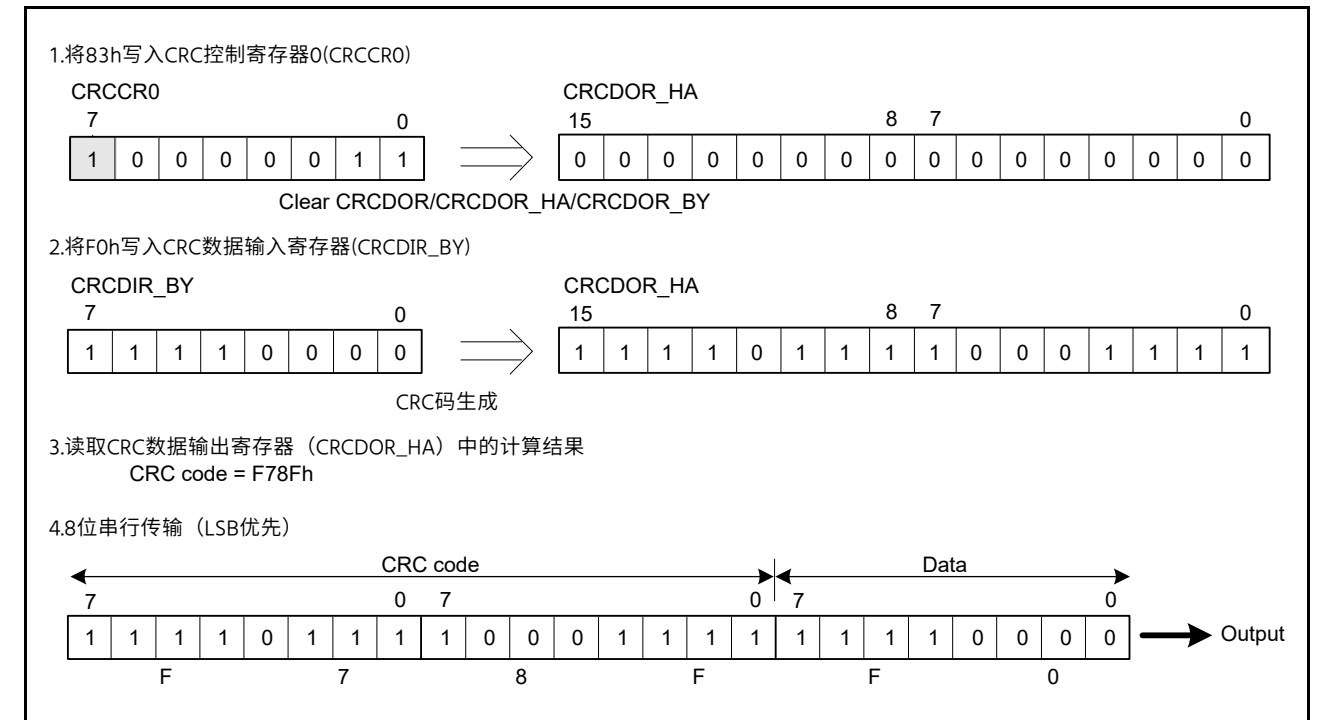 1.将83h写入CRC控制寄存器0(CRCCR0)
CRCCR0 CRCDOR_HA
7 0 15 8 7 0
1 0 0 0 0 0 1 1 0 0 0 0 0 0 0 0 0 0 0 0 0 0 0 0
Clear CRCDOR/CRCDOR_HA/CRCDOR_BY
2.将F0h写入CRC数据输入寄存器(CRCDIR_BY)
CRCDIR_BY CRCDOR_HA
7 0 15 8 7 0
1 1 1 1 0 0 0 0 1 1 1 1 0 1 1 1 1 0 0 0 1 1 1 1
CRC码生成
3.读取CRC数据输出寄存器（CRCDOR_HA）中的计算结果
CRC code = F78Fh
4.8位串行传输（LSB优先）
CRC code Data
7 0 7 0 7 0
1 1 1 1 0 1 1 1 1 0 0 0 1 1 1 1 1 1 1 1 0 0 0 0 Output
F 7 8 F F 0